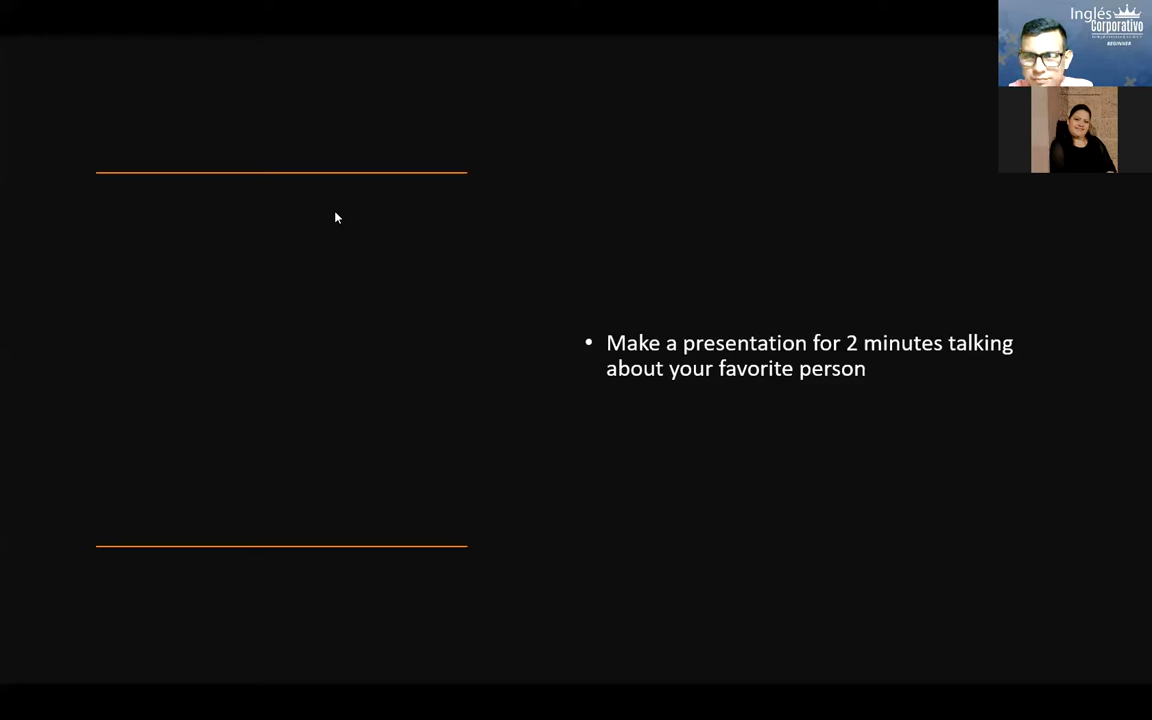 Inglés
Corporativo
BEGINNER
• Make a presentation for 2 minutes talking
about your favorite person